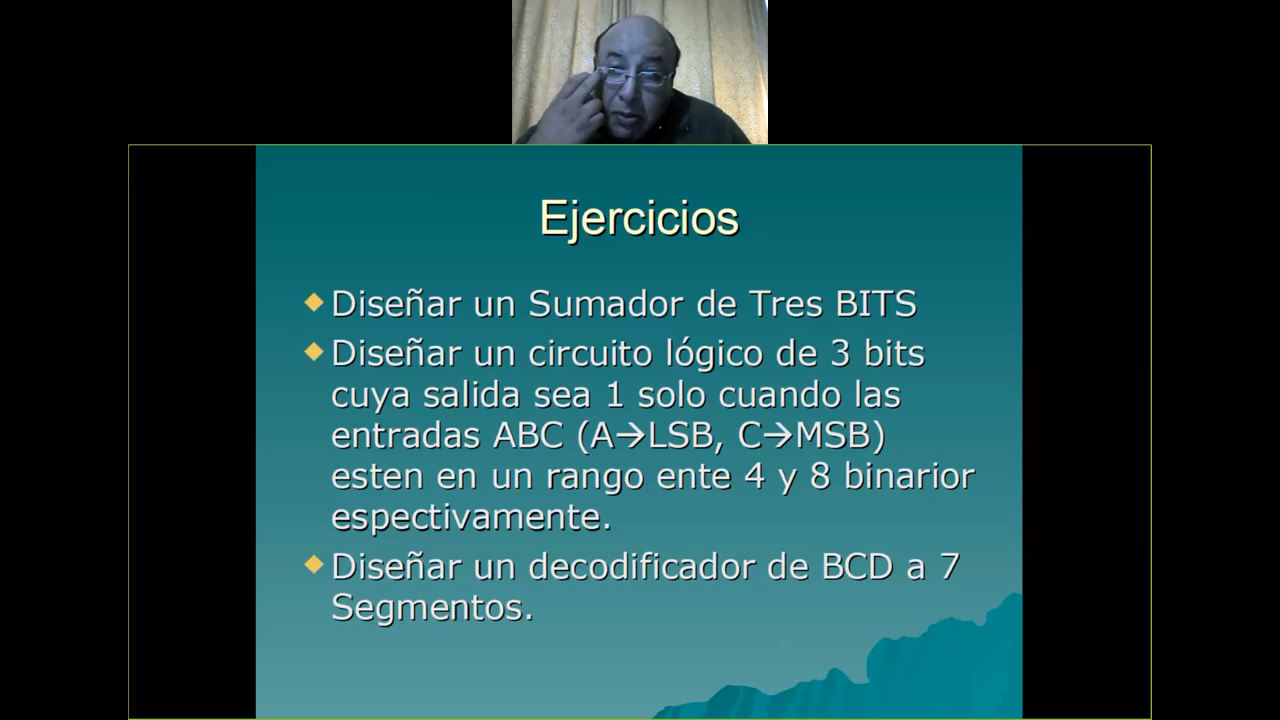 Ejercicios
Diseñar un Sumador de Tres BITS
Diseñar un circuito lógico de 3 bits
cuya salida sea 1 solo cuando las
entradas ABC (A→LSB, C→MSB)
esten en un rango ente 4 y 8 binarior
espectivamente.
Diseñar un decodificador de BCD a 7
Segmentos.